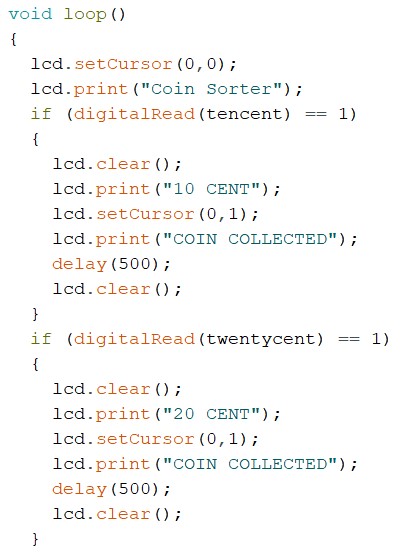 void loop()
{
  lcd.setCursor(0,0);
  lcd.print("Coin Sorter");
  if (digitalRead(tencent) == 1)
  {
    lcd.clear();
    lcd.print("10 CENT");
    lcd.setCursor(0,1);
    lcd.print("COIN COLLECTED");
    delay(500);
    lcd.clear();
  }
  if (digitalRead(twentycent) == 1)
  {
    lcd.clear();
    lcd.print("20 CENT");
    lcd.setCursor(0,1);
    lcd.print("COIN COLLECTED");
    delay(500);
    lcd.clear();
  }